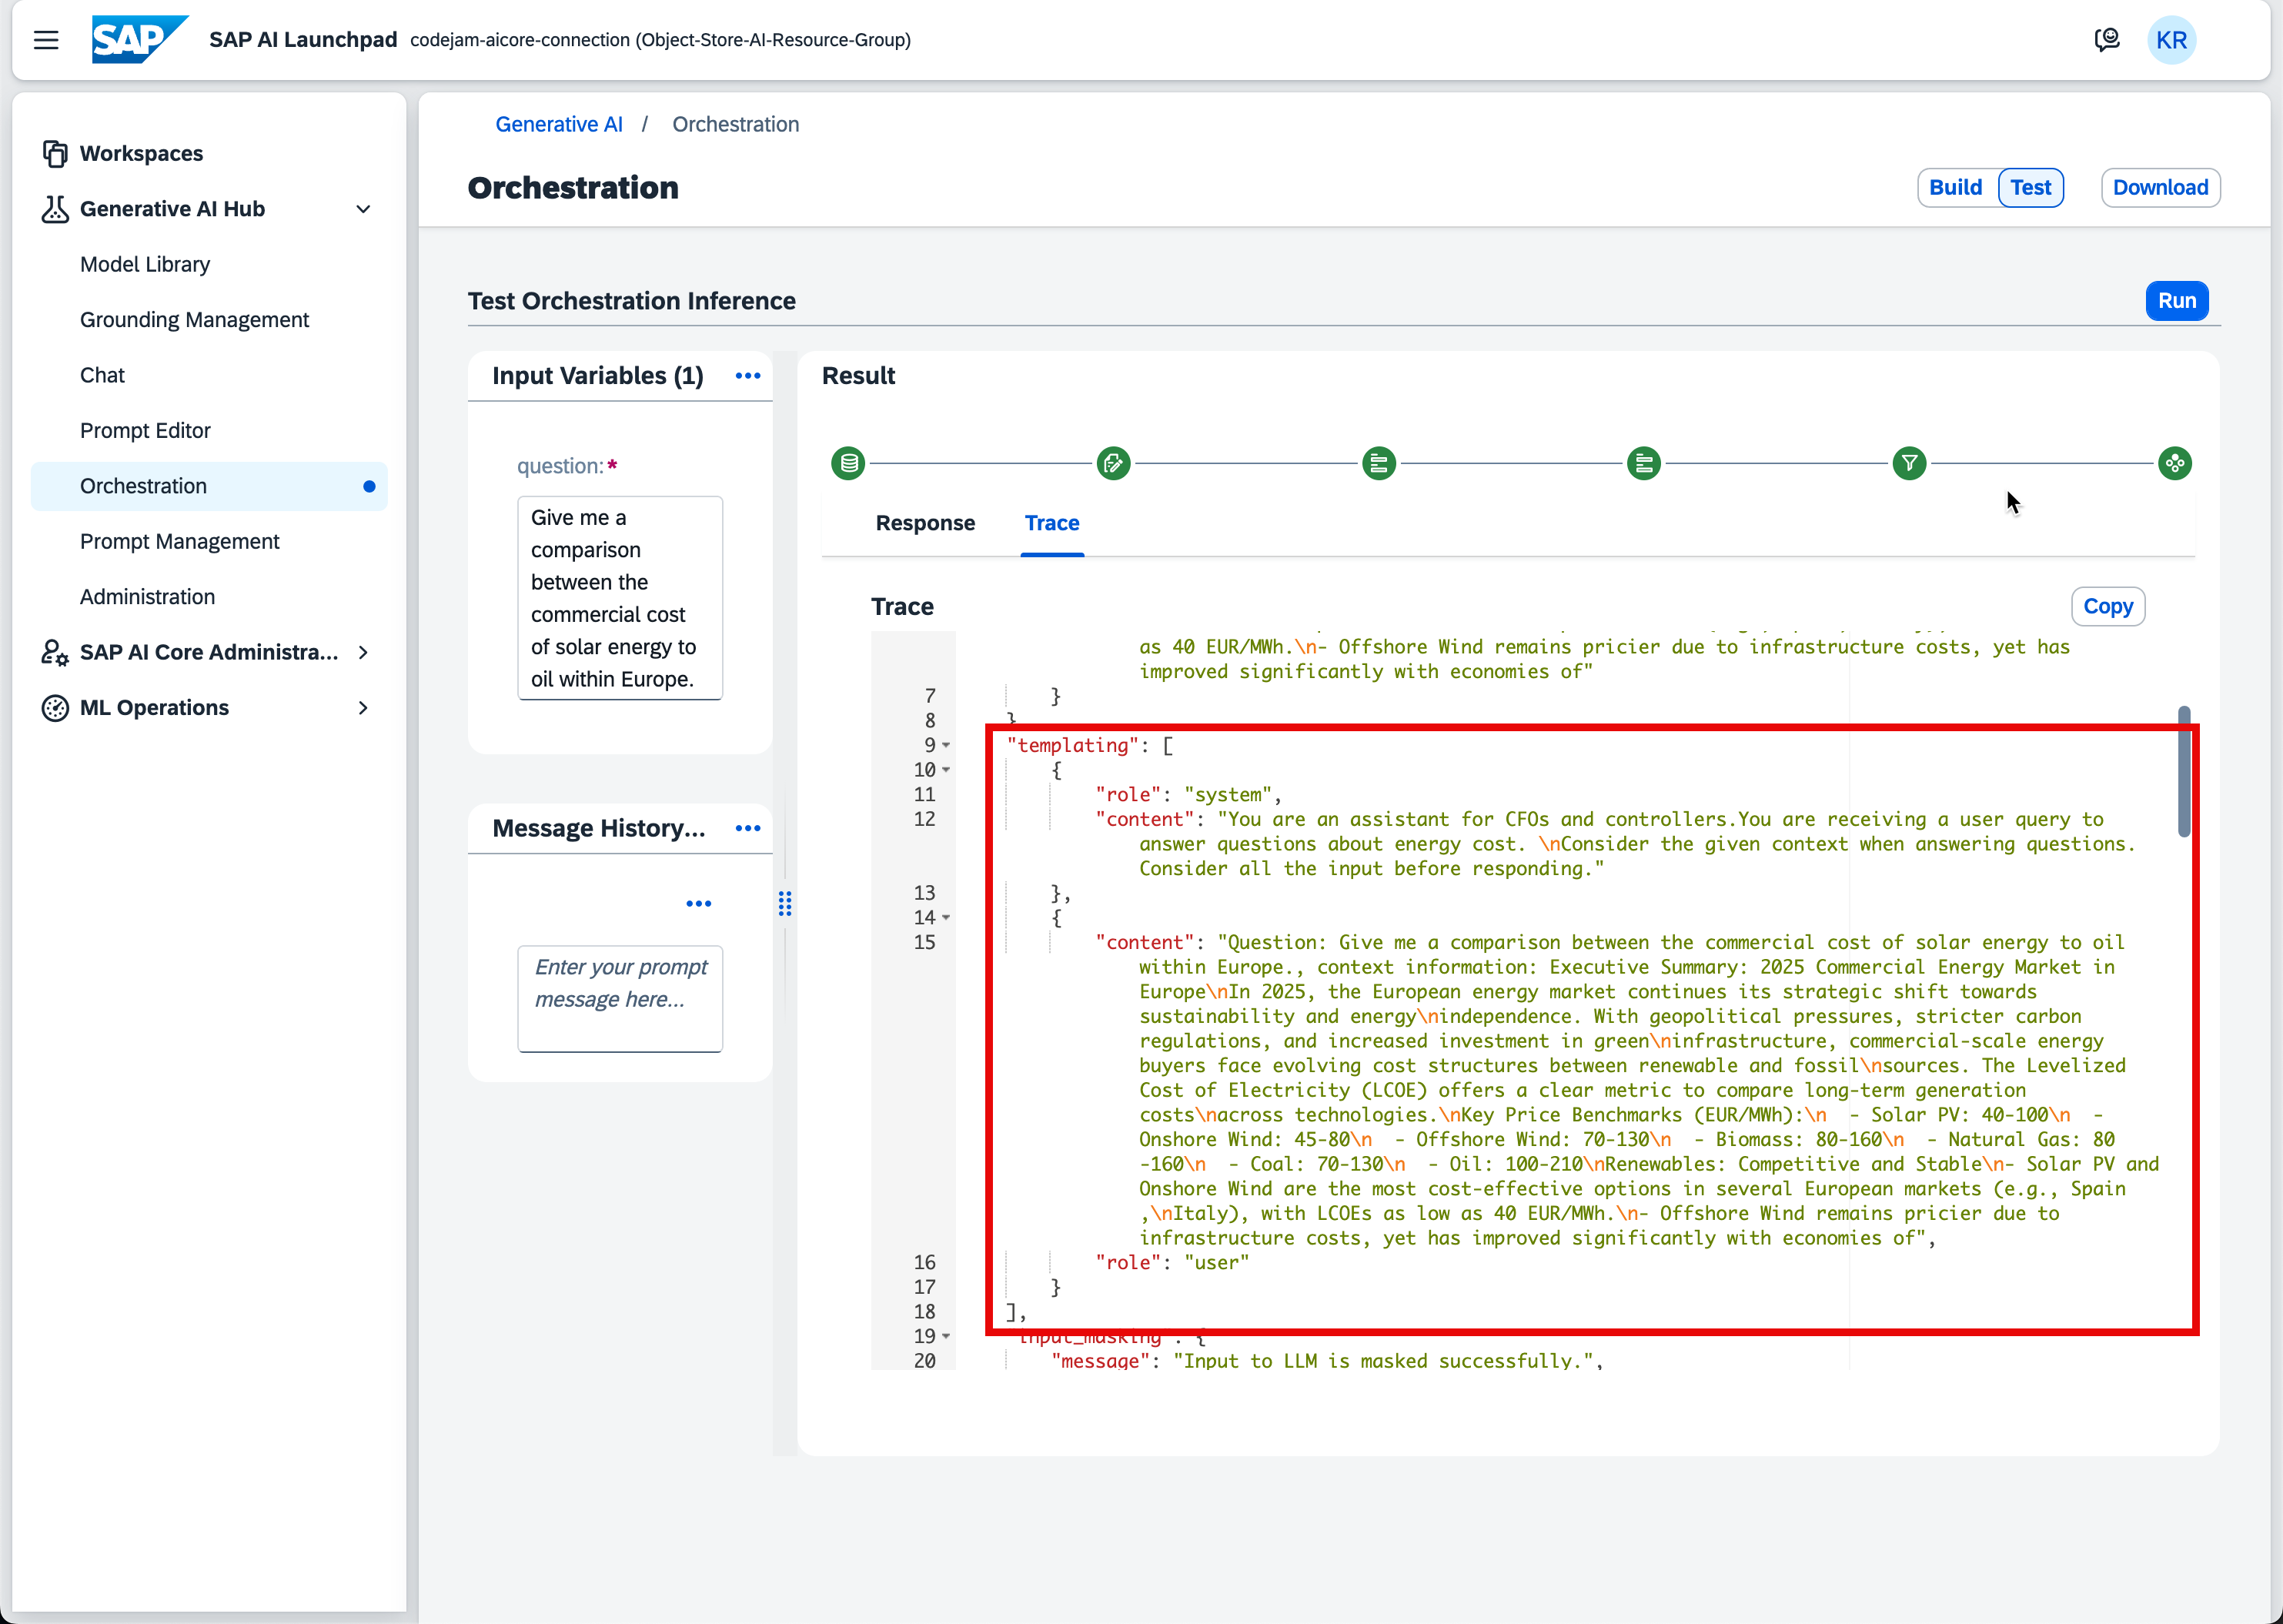 SAP
SAP AI Launchpad
codejam-aicore-connection (Object-Store-AI-Resource-Group)
KR
Workspaces
Generative AI Hub
Model Library
Grounding Management
Chat
Prompt Editor
Orchestration
Prompt Management
Administration
SAP AI Core Administra...
ML Operations
Generative AI / Orchestration
Orchestration
Build
Test
Download
Test Orchestration Inference
Run
Input Variables (1)
question:*
Give me a
comparison
between the
commercial cost
of solar energy to
oil within Europe.
Message History...
Enter your prompt
message here...
Result
Response
Trace
Trace
Copy
as 40 EUR/MWh.\n- Offshore Wind remains pricier due to infrastructure costs, yet has
improved significantly with economies of"
7 }
8 }
9 "templating": [
10 {
11 "role": "system",
12 "content": "You are an assistant for CFOs and controllers.You are receiving a user query to
answer questions about energy cost. \nConsider the given context when answering questions.
Consider all the input before responding."
13 },
14 {
15 "content": "Question: Give me a comparison between the commercial cost of solar energy to oil
within Europe., context information: Executive Summary: 2025 Commercial Energy Market in
Europe\nIn 2025, the European energy market continues its strategic shift towards
sustainability and energy\nindependence. With geopolitical pressures, stricter carbon
regulations, and increased investment in green\ninfrastructure, commercial-scale energy
buyers face evolving cost structures between renewable and fossil\nsources. The Levelized
Cost of Electricity (LCOE) offers a clear metric to compare long-term generation
costs\nacross technologies.\nKey Price Benchmarks (EUR/MWh):\n  - Solar PV: 40-100\n  -
Onshore Wind: 45-80\n  - Offshore Wind: 70-130\n  - Biomass: 80-160\n  - Natural Gas: 80
-160\n  - Coal: 70-130\n  - Oil: 100-210\nRenewables: Competitive and Stable\n- Solar PV and
Onshore Wind are the most cost-effective options in several European markets (e.g., Spain
,\nItaly), with LCOEs as low as 40 EUR/MWh.\n- Offshore Wind remains pricier due to
infrastructure costs, yet has improved significantly with economies of",
16 "role": "user"
17 }
18 ],
19 "input_masking": {
20 "message": "Input to LLM is masked successfully.",